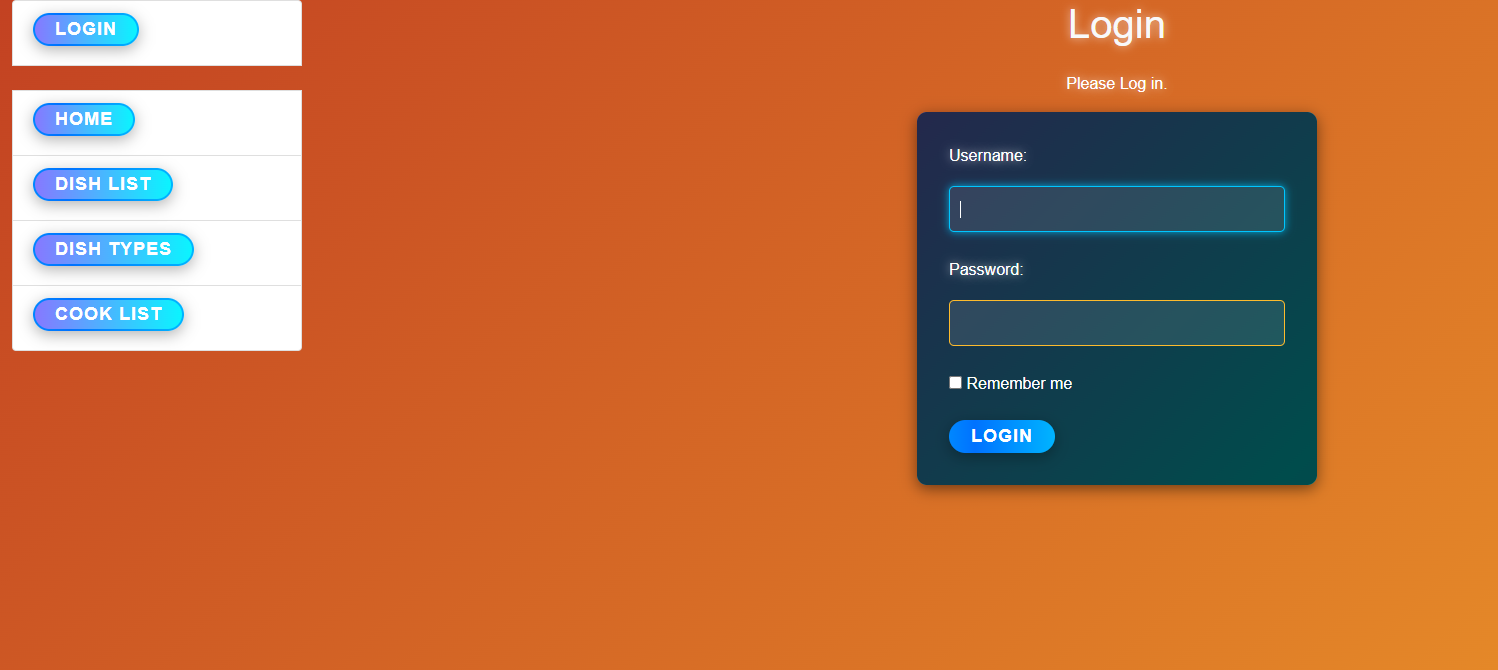 LOGIN
HOME
DISH LIST
DISH TYPES
COOK LIST
Login
Please Log in.
Username:
Password:
Remember me
LOGIN